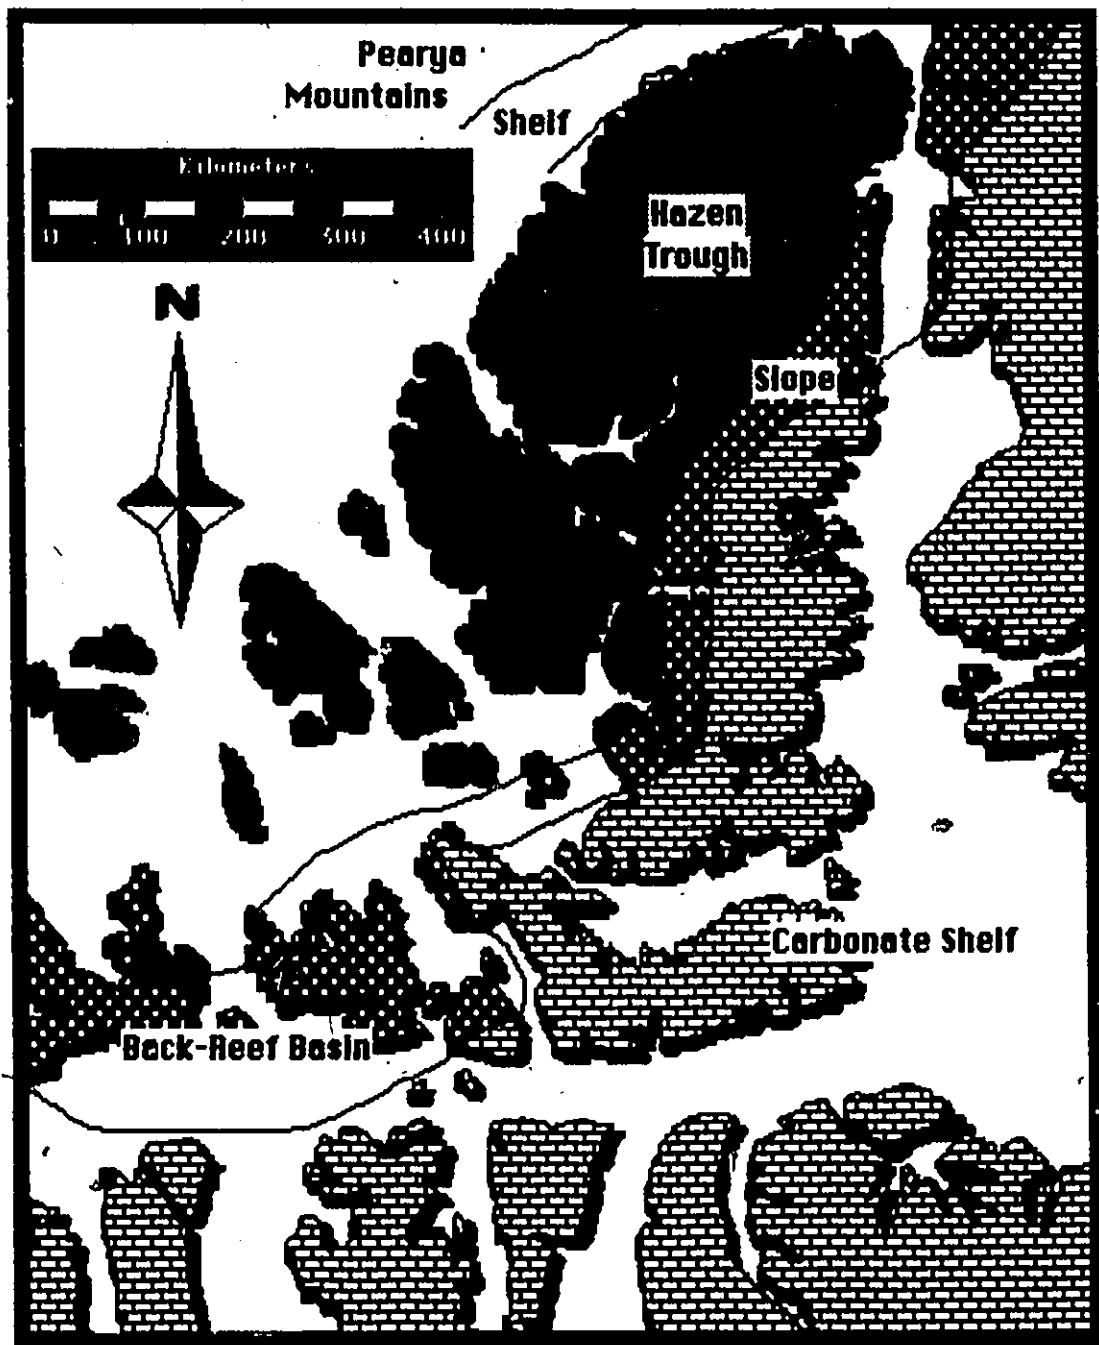 Pearya
Mountains
Shelf
Kilometers
0 100 200 300 400
Hazen
Trough
N
Slope
Carbonate Shelf
Back-Reef Basin